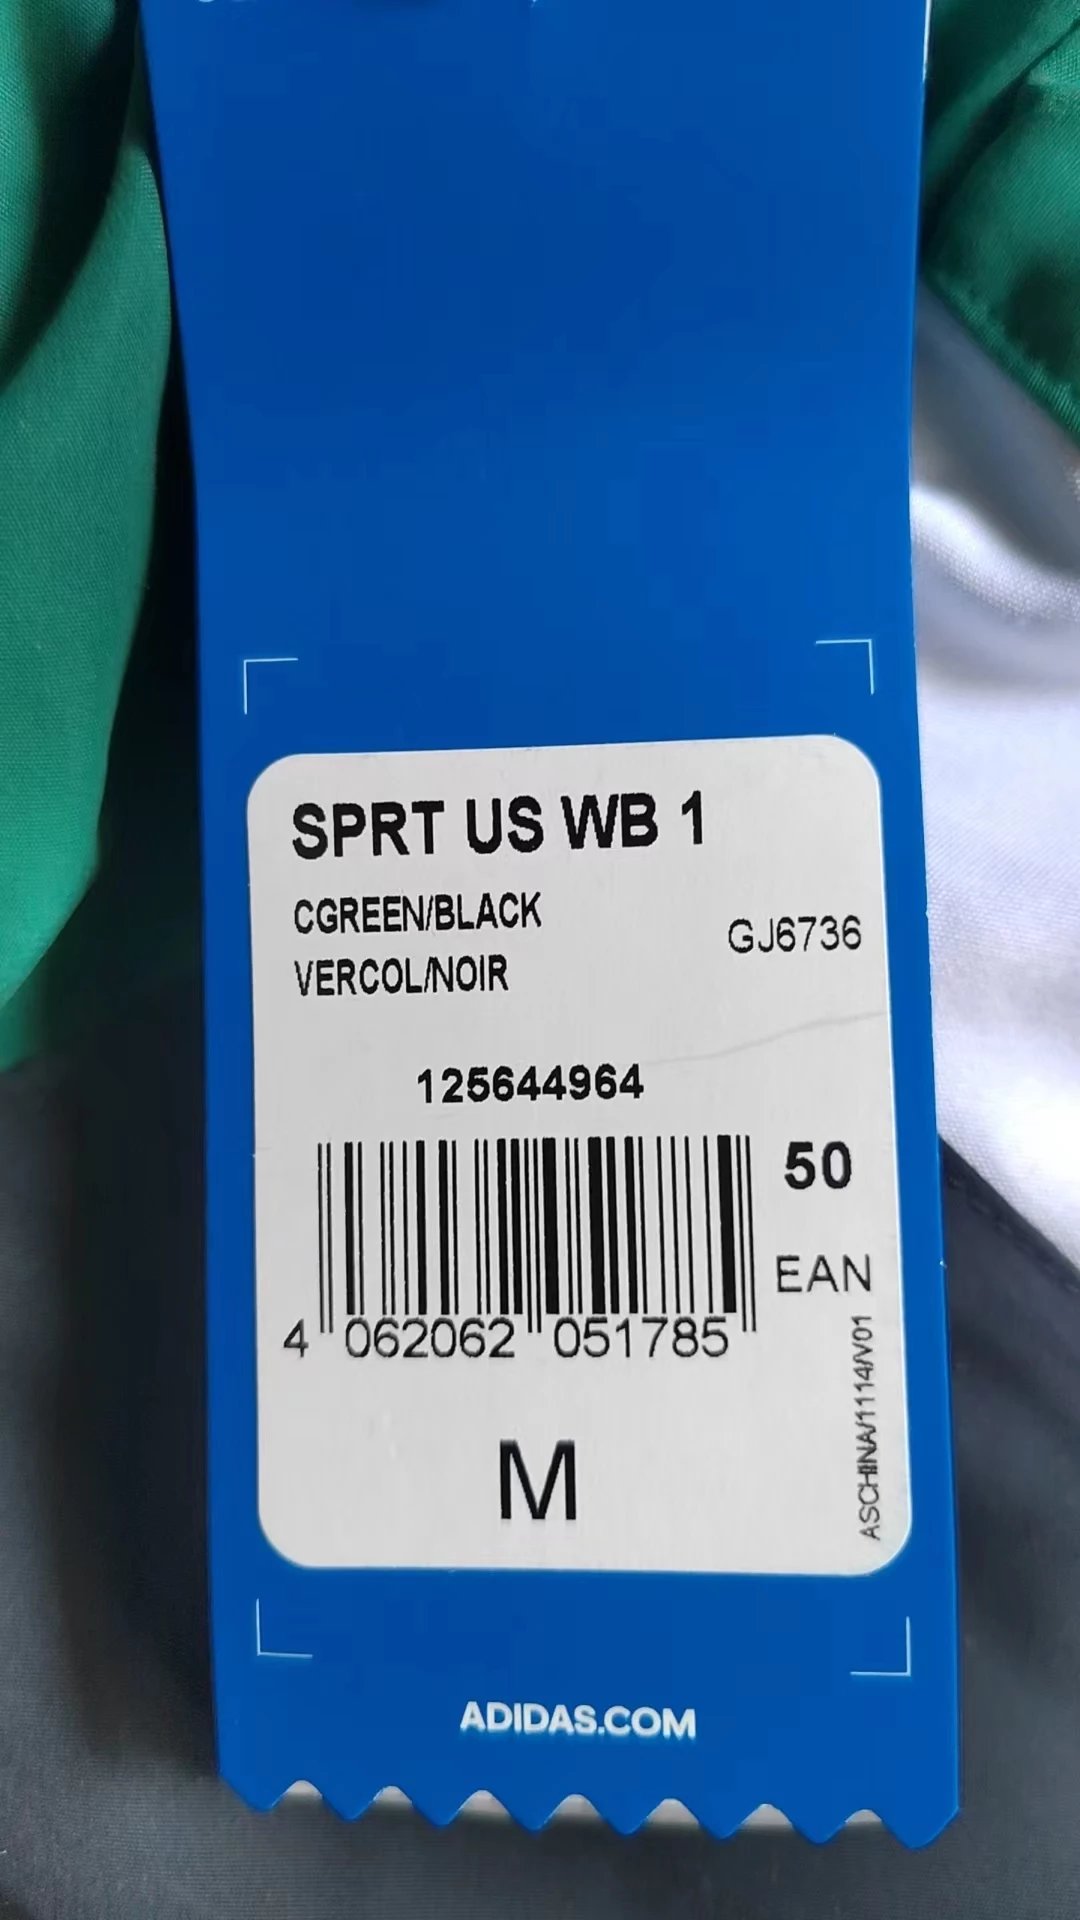 SPRT US WB 1
CGREEN/BLACK
GJ6736
VERCOL/NOIR
125644964
50
EAN
4 062062 051785
ASCHINA/1114/V01
M
ADIDAS.COM